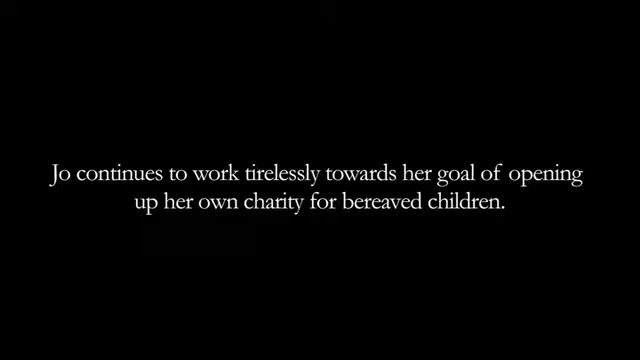 Jo continues to work tirelessly towards her goal of opening
up her own charity for bereaved children.